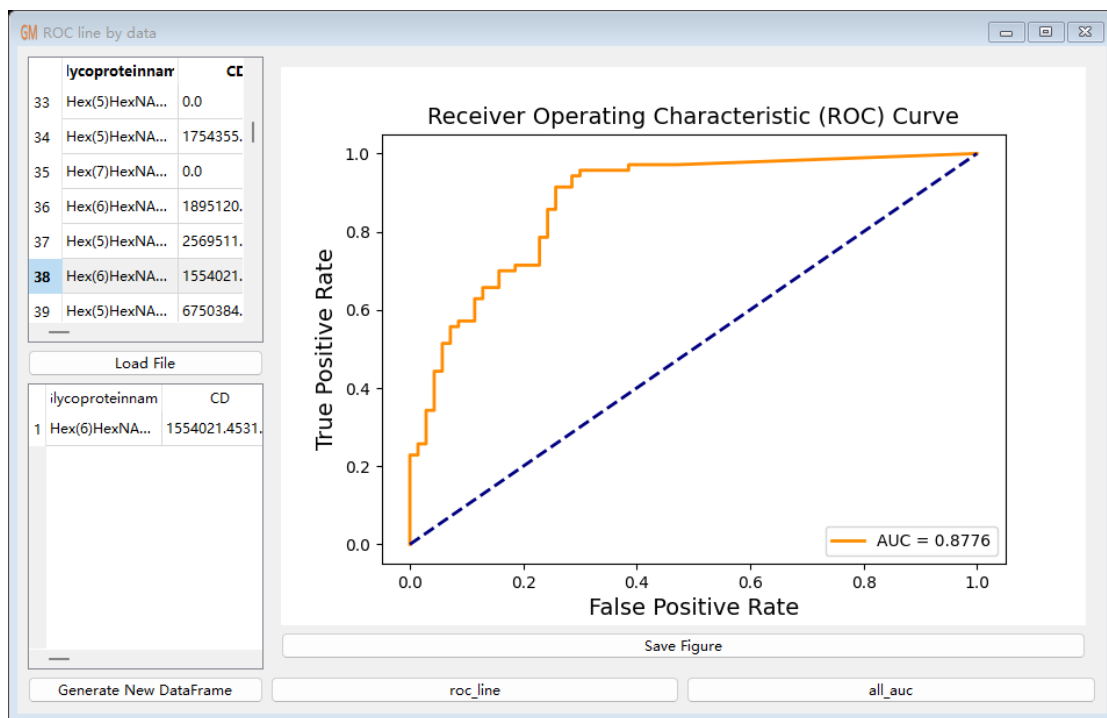 GM ROC line by data
lycoproteinnam CD
33 Hex(5)HexNA... 0.0
34 Hex(5)HexNA... 1754355.
35 Hex(7)HexNA... 0.0
36 Hex(6)HexNA... 1895120.
37 Hex(5)HexNA... 2569511.
38 Hex(6)HexNA... 1554021.
39 Hex(5)HexNA... 6750384.
Load File
ilycoproteinnam CD
1 Hex(6)HexNA... 1554021.4531.
Generate New DataFrame
Receiver Operating Characteristic (ROC) Curve
True Positive Rate
1.0
0.8
0.6
0.4
0.2
0.0
AUC = 0.8776
0.0 0.2 0.4 0.6 0.8 1.0
False Positive Rate
Save Figure
roc_line
all_auc